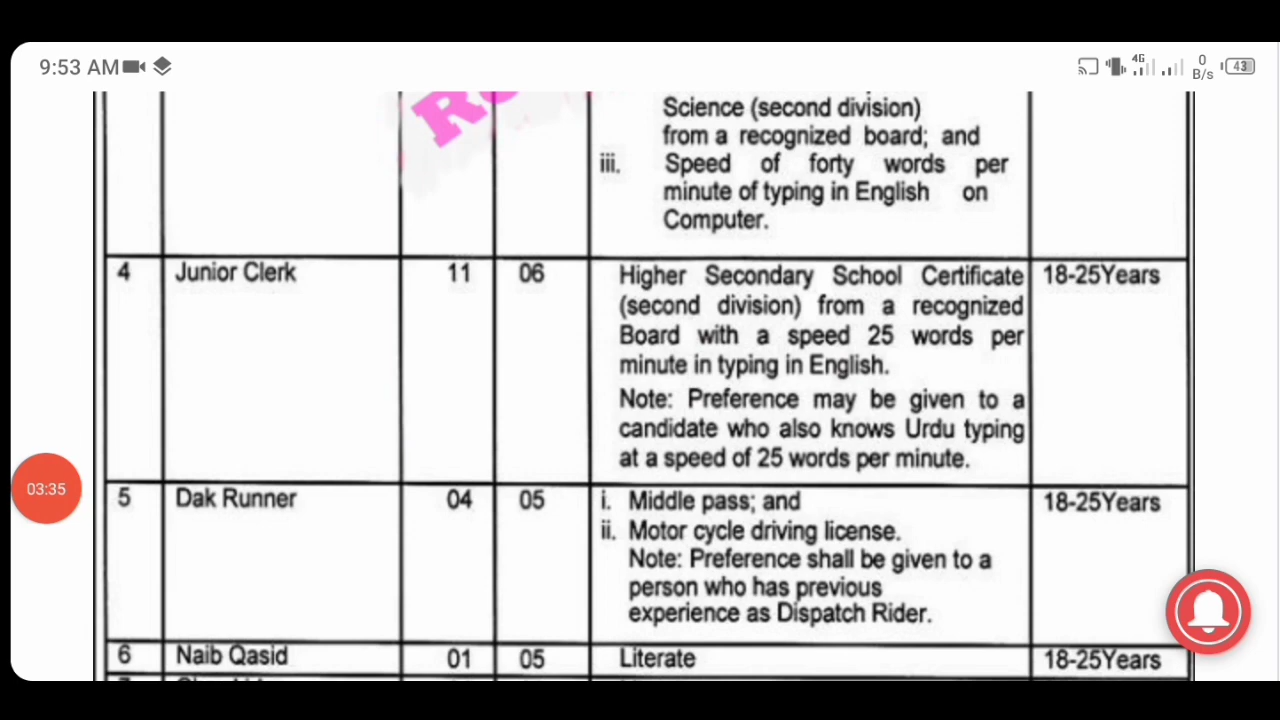 9:53 AM
4G
0
B/s
43
Science (second division)
from a recognized board; and
iii. Speed of forty words per
minute of typing in English on
Computer.
4 Junior Clerk 11 06 Higher Secondary School Certificate 18-25Years
(second division) from a recognized
Board with a speed 25 words per
minute in typing in English.
Note: Preference may be given to a
candidate who also knows Urdu typing
at a speed of 25 words per minute.
03:35
5 Dak Runner 04 05 i. Middle pass; and 18-25Years
ii. Motor cycle driving license.
Note: Preference shall be given to a
person who has previous
experience as Dispatch Rider.
6 Naib Qasid 01 05 Literate 18-25Years